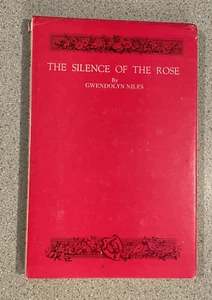 THE SILENCE OF THE ROSE
By
GWENDOLYN NILES